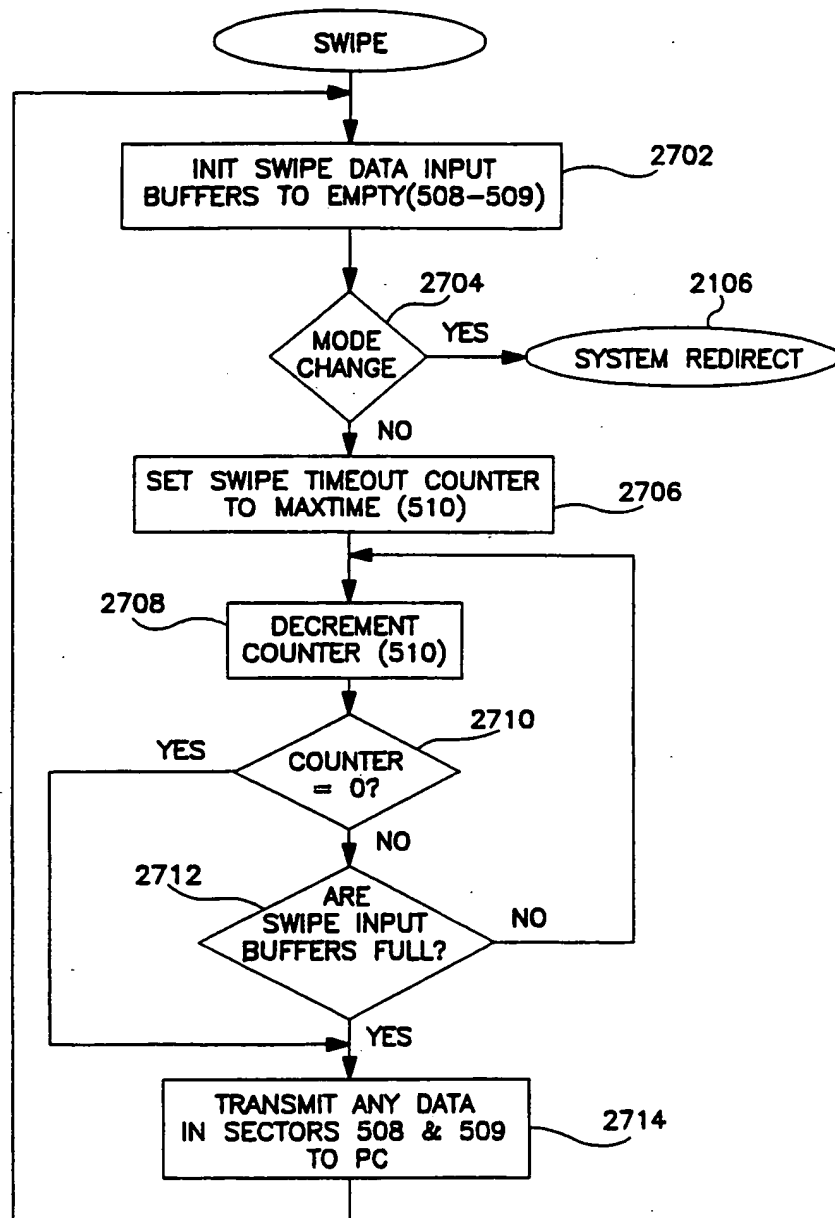 SWIPE
INIT SWIPE DATA INPUT
BUFFERS TO EMPTY(508-509)
2702
2704
MODE
CHANGE
YES
2106
SYSTEM REDIRECT
NO
SET SWIPE TIMEOUT COUNTER
TO MAXTIME (510)
2706
2708
DECREMENT
COUNTER (510)
2710
YES
COUNTER
= 0?
NO
2712
ARE
SWIPE INPUT
BUFFERS FULL?
NO
YES
TRANSMIT ANY DATA
IN SECTORS 508 & 509
TO PC
2714